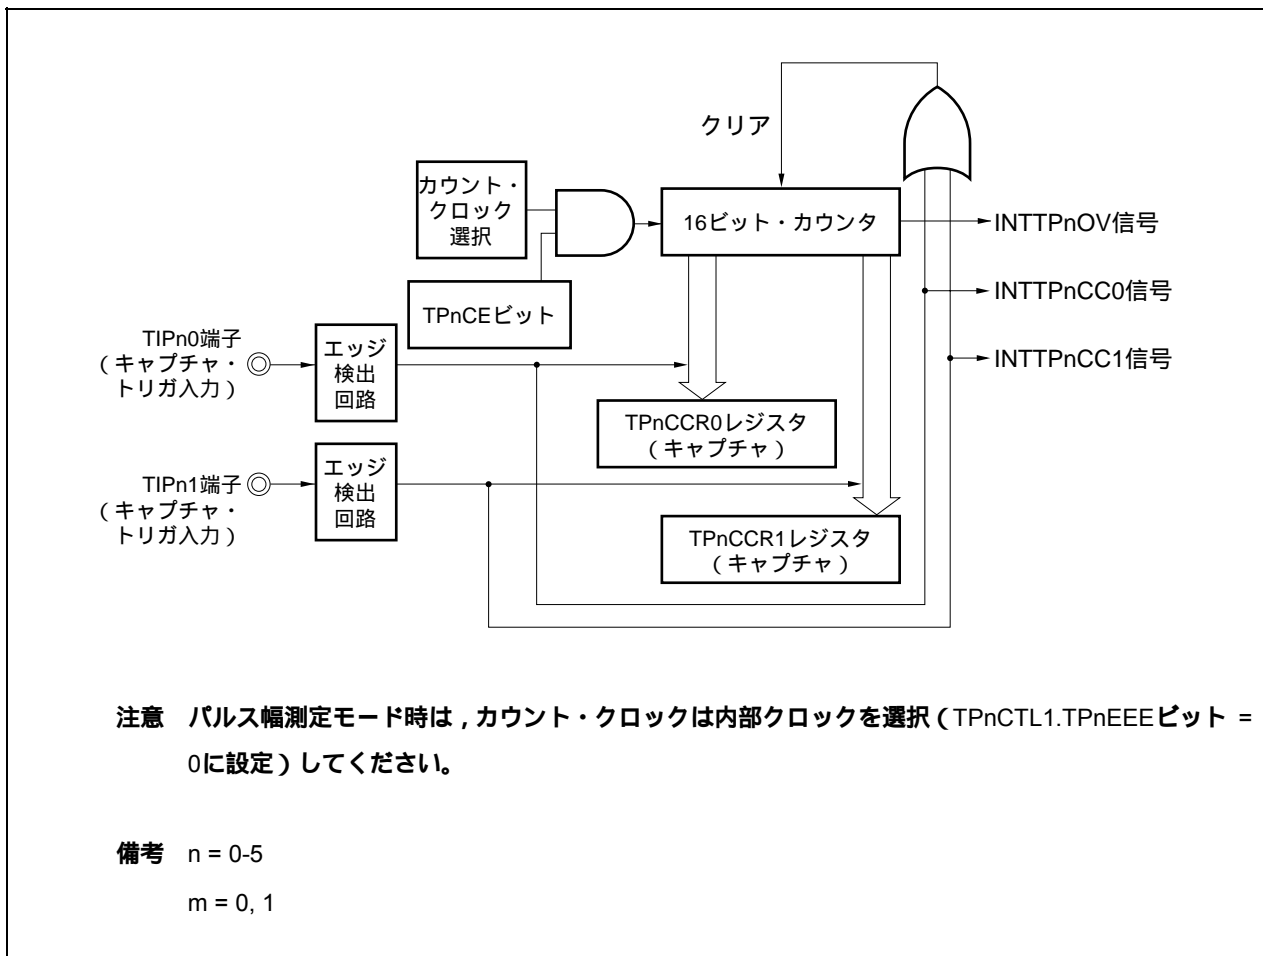 クリア
カウント・
クロック
選択
16ビット・カウンタ
INTTPnOV信号
INTTPnCC0信号
TPnCEビット
INTTPnCC1信号
TIPn0端子
（キャプチャ・
トリガ入力）
エッジ
検出
回路
TPnCCR0レジスタ
（キャプチャ）
TIPn1端子
（キャプチャ・
トリガ入力）
エッジ
検出
回路
TPnCCR1レジスタ
（キャプチャ）
注意 パルス幅測定モード時は，カウント・クロックは内部クロックを選択（TPnCTL1.TPnEEEビット =
0に設定）してください。
備考 n = 0-5
m = 0, 1